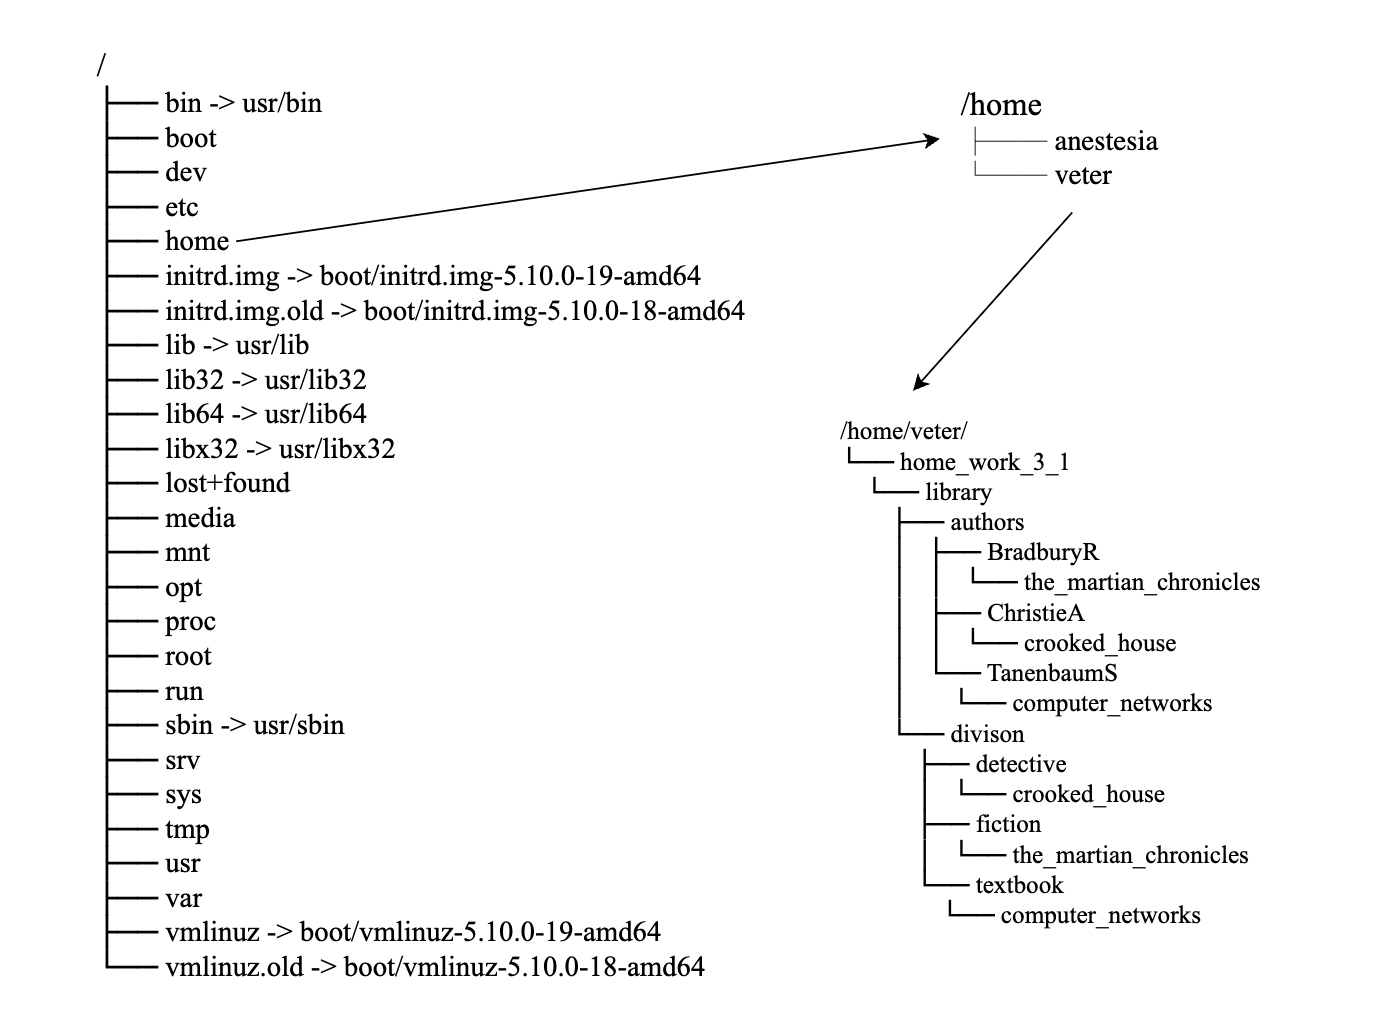 /
bin -> usr/bin
boot
dev
etc
home
initrd.img -> boot/initrd.img-5.10.0-19-amd64
initrd.img.old -> boot/initrd.img-5.10.0-18-amd64
lib -> usr/lib
lib32 -> usr/lib32
lib64 -> usr/lib64
libx32 -> usr/libx32
lost+found
media
mnt
opt
proc
root
run
sbin -> usr/sbin
srv
sys
tmp
usr
var
vmlinuz -> boot/vmlinuz-5.10.0-19-amd64
vmlinuz.old -> boot/vmlinuz-5.10.0-18-amd64
/home
anestesia
veter
/home/veter/
home_work_3_1
library
authors
BradburyR
the_martian_chronicles
ChristieA
crooked_house
TanenbaumS
computer_networks
divison
detective
crooked_house
fiction
the_martian_chronicles
textbook
computer_networks